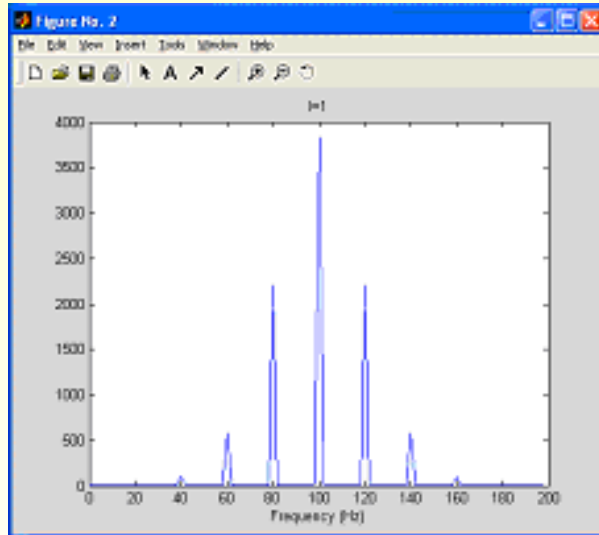 Figure No. 2
File Edit View Insert Tools Window Help
A
I=1
4000
3500
3000
2500
2000
1500
1000
500
0
0 20 40 60 80 100 120 140 160 180 200
Frequency (Hz)